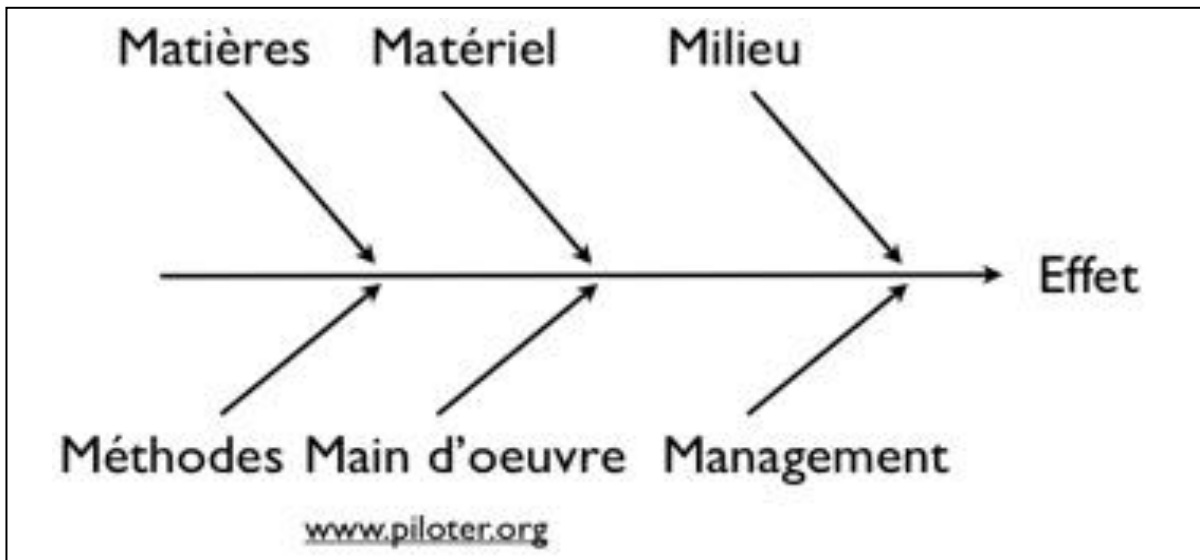 Matières Matériel Milieu
Effet
Méthodes Main d'oeuvre Management
www.piloter.org